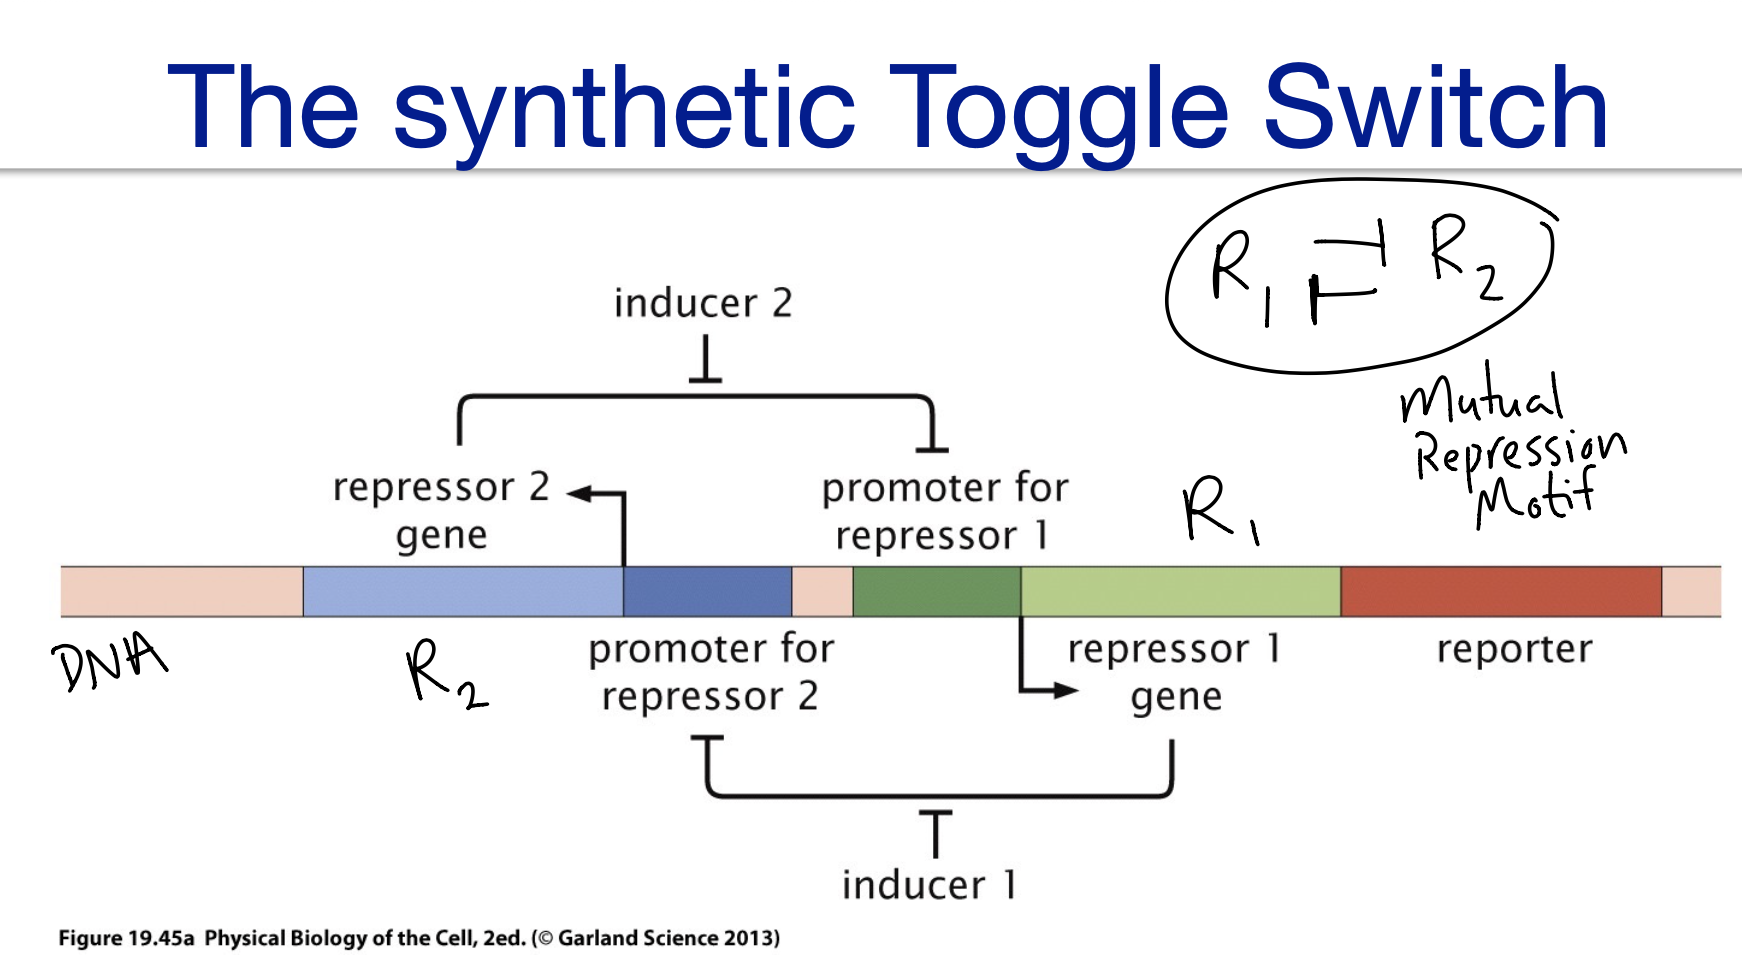 The synthetic Toggle Switch
R1 ⊣ R2
⊢
inducer 2
Mutual
Repression
Motif
repressor 2
gene
promoter for
repressor 1
R1
DNA
R2
promoter for
repressor 2
repressor 1
gene
reporter
inducer 1
Figure 19.45a Physical Biology of the Cell, 2ed. (© Garland Science 2013)